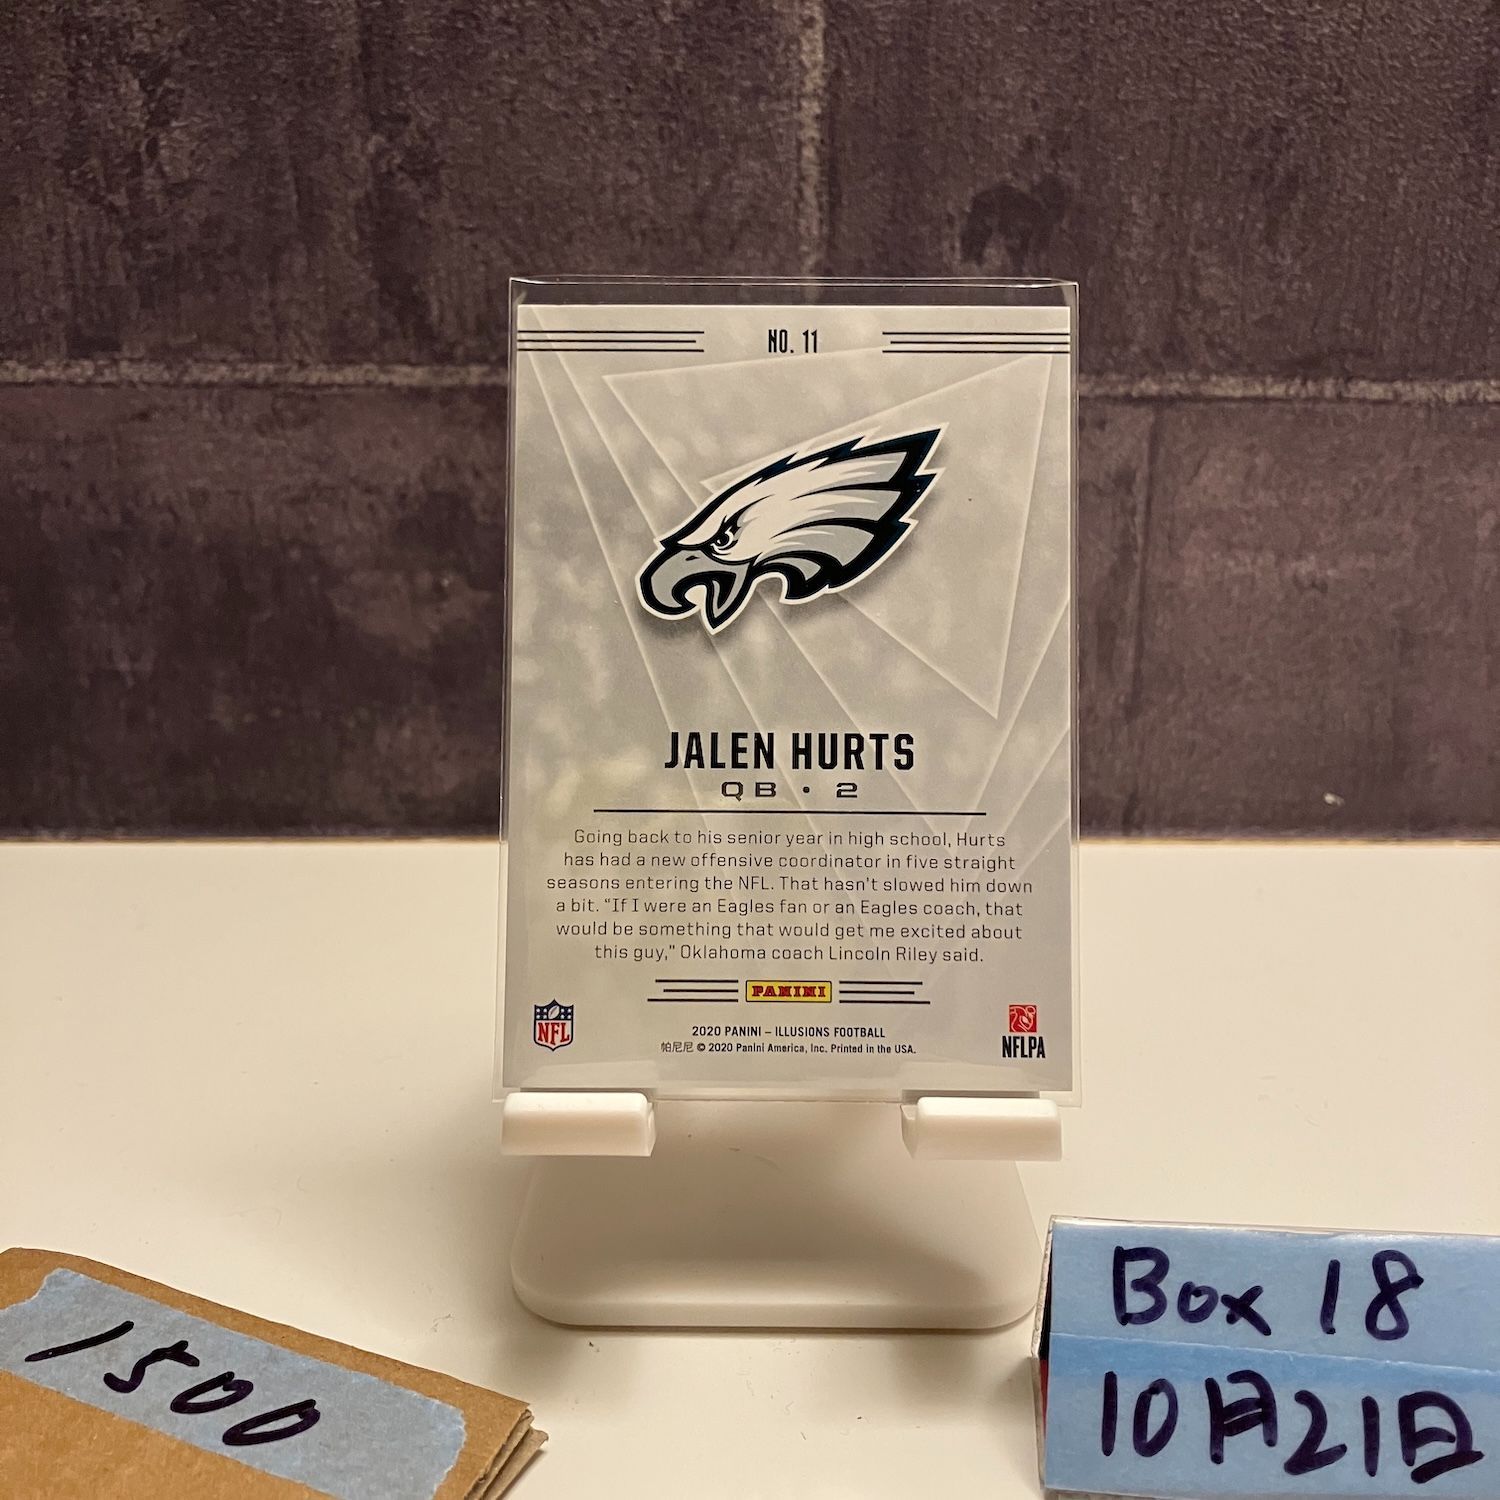 NO. 11
JALEN HURTS
QB • 2
Going back to his senior year in high school, Hurts
has had a new offensive coordinator in five straight
seasons entering the NFL. That hasn't slowed him down
a bit. “If I were an Eagles fan or an Eagles coach, that
would be something that would get me excited about
this guy,” Oklahoma coach Lincoln Riley said.
PANINI
NFL
NFLPA
2020 PANINI – ILLUSIONS FOOTBALL
帕尼尼 © 2020 Panini America, Inc. Printed in the USA.
1500
Box 18
10月21日